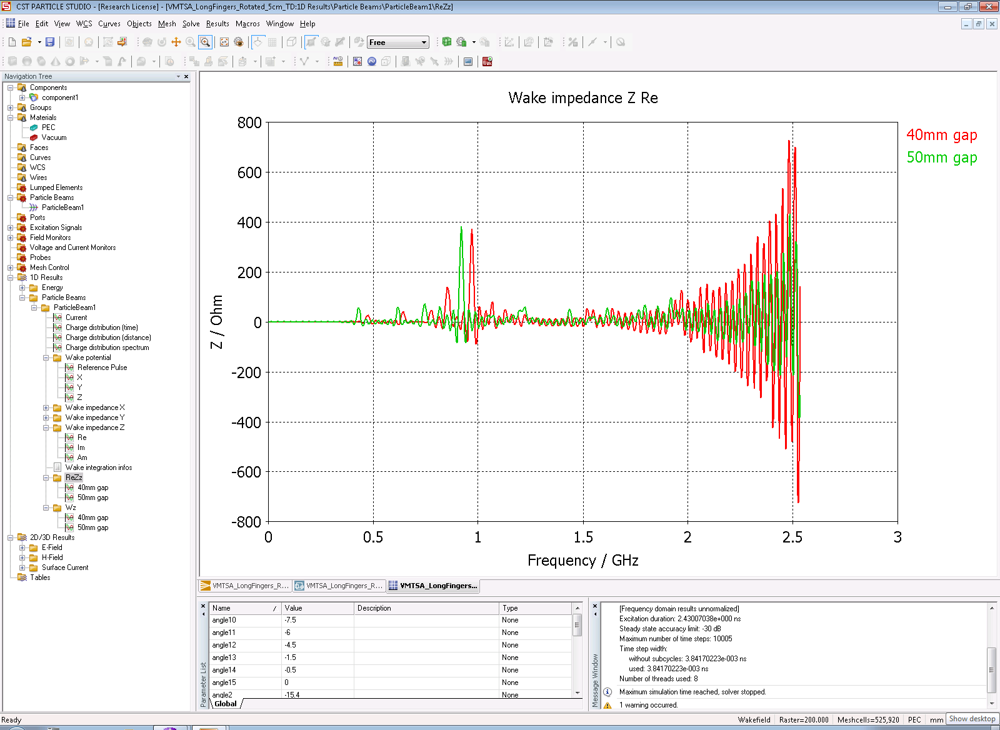 CST PARTICLE STUDIO - [Research License] - [VMTSA_LongFingers_Rotated_5cm_TD:1D Results\Particle Beams\ParticleBeam1\ReZz]
File Edit View WCS Curves Objects Mesh Solve Results Macros Window Help
Free
Wak
Navigation Tree
Components
component1
Groups
Materials
PEC
Vacuum
Faces
Curves
WCS
Wires
Lumped Elements
Particle Beams
ParticleBeam1
Ports
Excitation Signals
Field Monitors
Voltage and Current Monitors
Probes
Mesh Control
1D Results
Energy
Particle Beams
ParticleBeam1
Current
Charge distribution (time)
Charge distribution (distance)
Charge distribution spectrum
Wake potential
Reference Pulse
X
Y
Z
Wake impedance X
Wake impedance Y
Wake impedance Z
Re
Im
Am
Wake integration infos
ReZz
40mm gap
50mm gap
Wz
40mm gap
50mm gap
2D/3D Results
E-Field
H-Field
Surface Current
Tables
Wake impedance Z Re
40mm gap
50mm gap
800
600
400
200
0
-200
-400
-600
-800
Z / Ohm
0 0.5 1 1.5 2 2.5 3
Frequency / GHz
VMTSA_LongFingers_R... VMTSA_LongFingers_R... VMTSA_LongFingers...
Parameter List
Name / Value Description Type
angle10 -7.5 None
angle11 -6 None
angle12 -4.5 None
angle13 -1.5 None
angle14 -0.5 None
angle15 0 None
angle2 -15.4 None
Global
Message Window
[Frequency domain results unnormalized]
Excitation duration: 2.43007038e+000 ns
Steady state accuracy limit: -30 dB
Maximum number of time steps: 10005
Time step width:
without subcycles: 3.84170223e-003 ns
used: 3.84170223e-003 ns
Number of threads used: 8
Maximum simulation time reached, solver stopped.
1 warning occurred.
Ready
Wakefield Raster=200.000 Meshcells=525,920 PEC mm
Show desktop